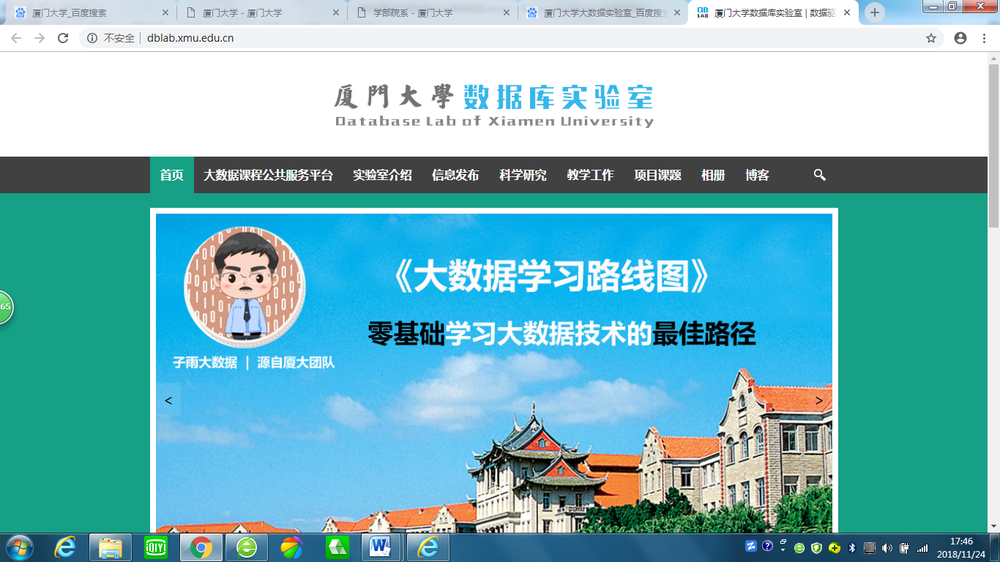 厦门大学_百度搜索
厦门大学 - 厦门大学
学部院系 - 厦门大学
厦门大学大数据实验室_百度搜索
厦门大学数据库实验室 | 数据驱
不安全 dblab.xmu.edu.cn
厦門大學 数据库实验室
Database Lab of Xiamen University
首页 大数据课程公共服务平台 实验室介绍 信息发布 科学研究 教学工作 项目课题 相册 博客
《大数据学习路线图》
零基础学习大数据技术的最佳路径
子雨大数据 | 源自厦大团队
65
< >
iQIY
17:46
2018/11/24